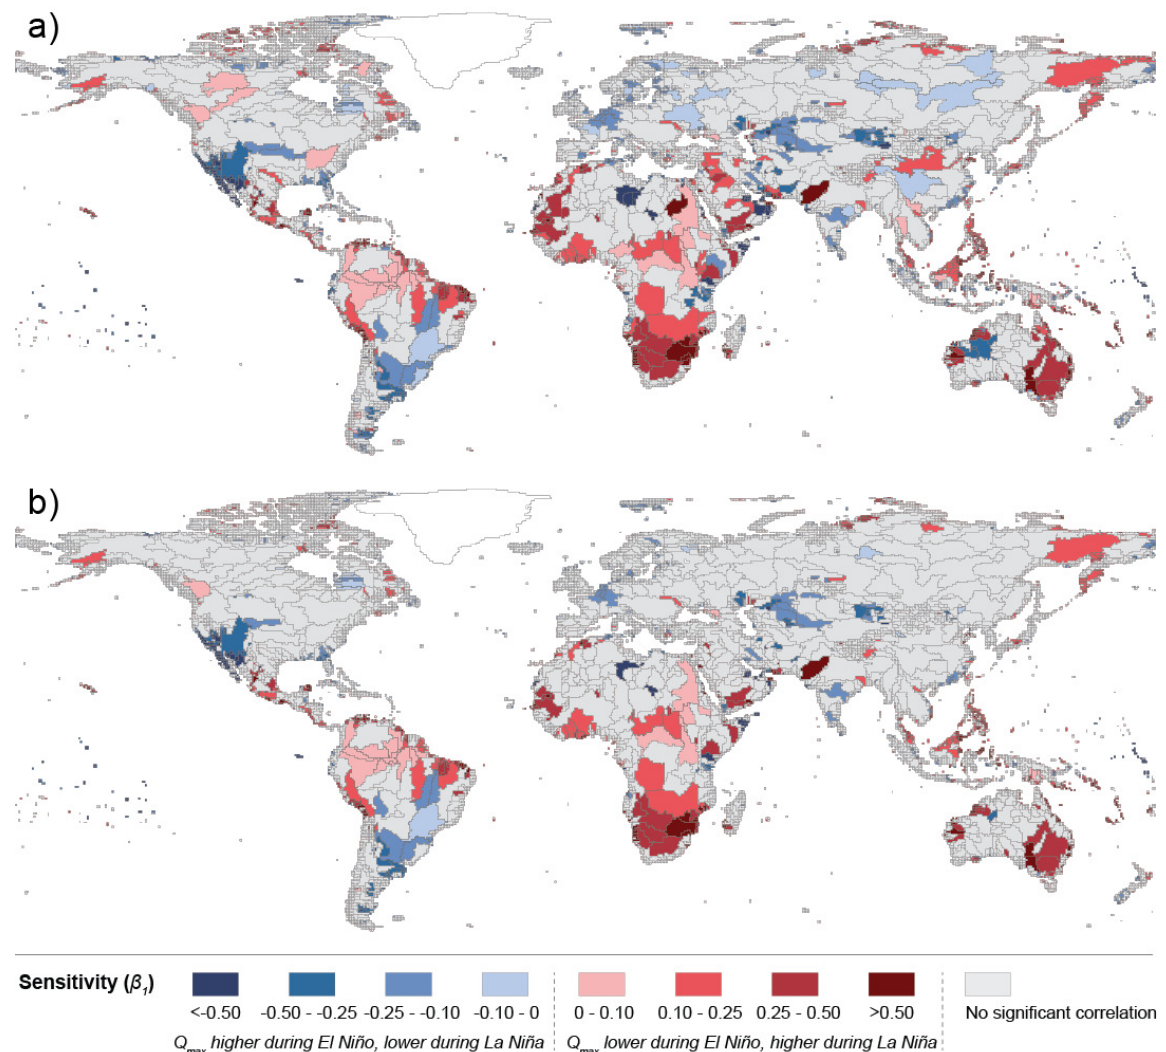 a)
b)
Sensitivity (β1)
<-0.50
-0.50 - -0.25
-0.25 - -0.10
-0.10 - 0
0 - 0.10
0.10 - 0.25
0.25 - 0.50
>0.50
No significant correlation
Qmax higher during El Niño, lower during La Niña
Qmax lower during El Niño, higher during La Niña